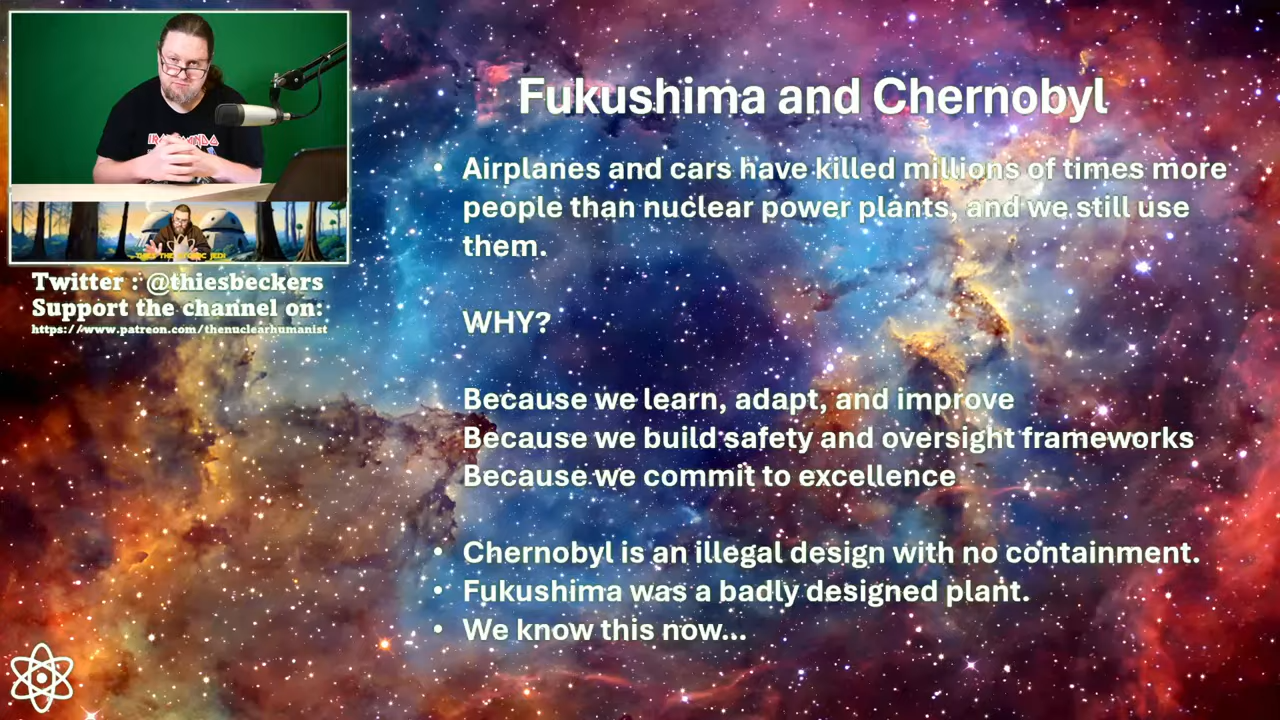 Fukushima and Chernobyl
• Airplanes and cars have killed millions of times more
people than nuclear power plants, and we still use
them.
WHY?
Because we learn, adapt, and improve
Because we build safety and oversight frameworks
Because we commit to excellence
• Chernobyl is an illegal design with no containment.
• Fukushima was a badly designed plant.
• We know this now...
Twitter : @thiesbeckers
Support the channel on:
https://www.patreon.com/thenuclearhumanist